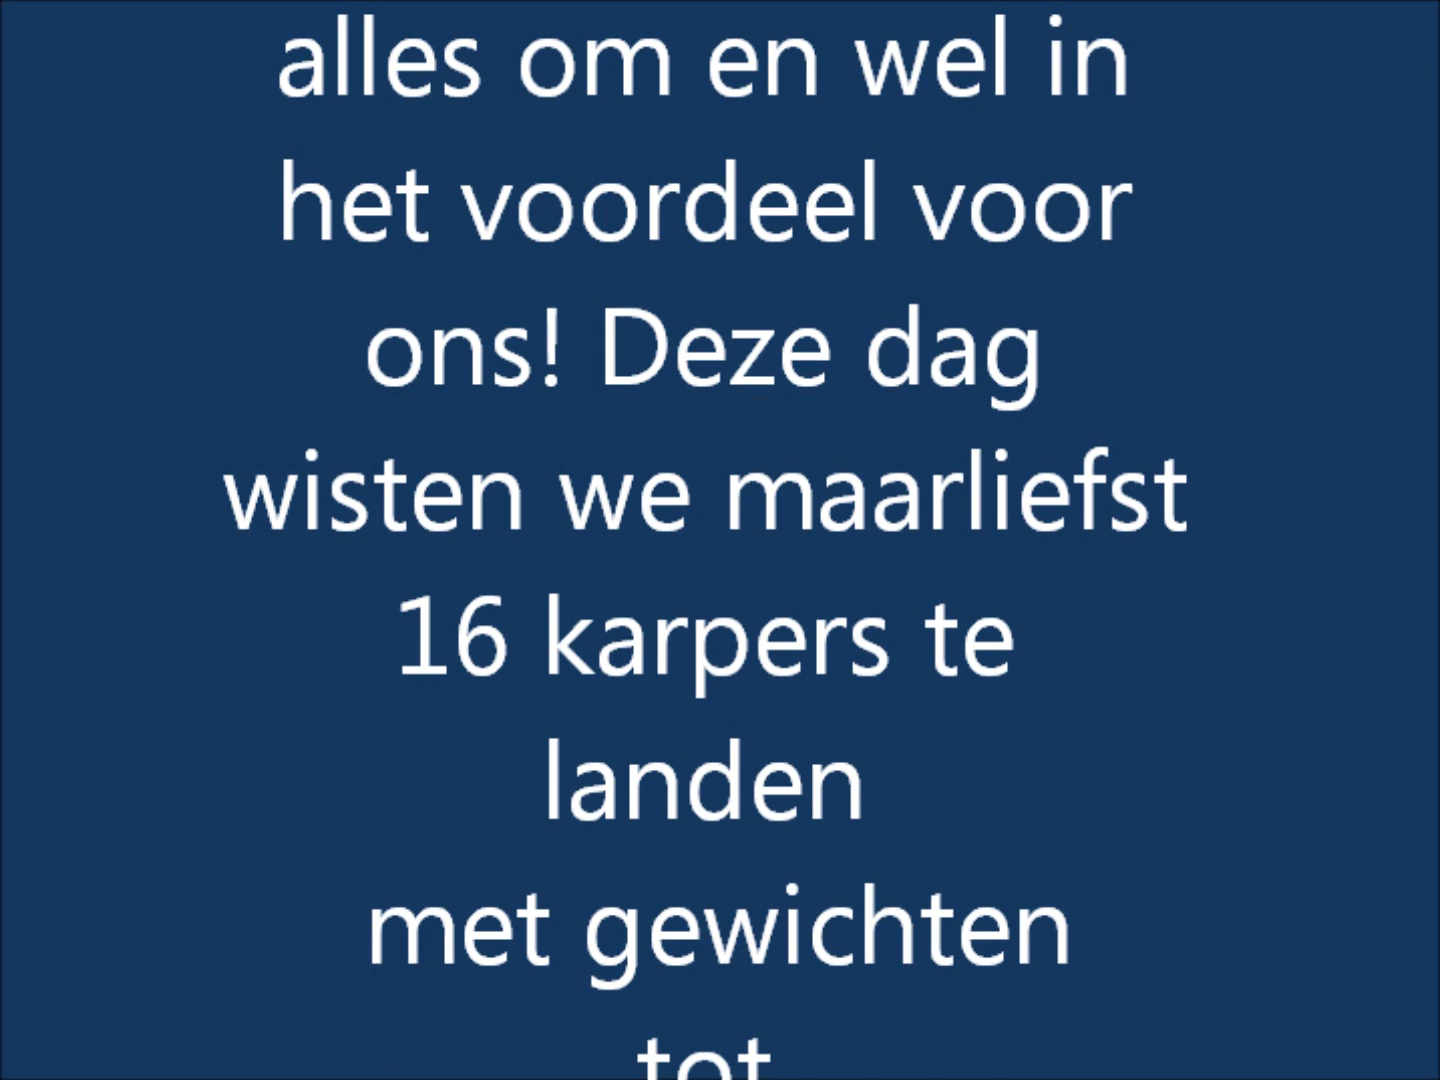 alles om en wel in
het voordeel voor
ons! Deze dag
wisten we maarliefst
16 karpers te
landen
met gewichten
tot